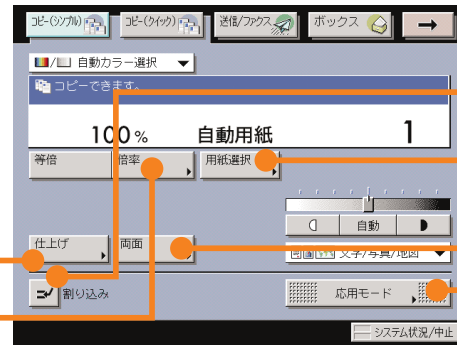 コピー(シンプル) コピー(クイック) 送信/ファクス ボックス →
■/□ 自動カラー選択 ▼
コピーできます。
100 % 自動用紙 1
等倍 倍率 用紙選択
自動
仕上げ 両面 文字/写真/地図 ▼
割り込み 応用モード
システム状況/中止